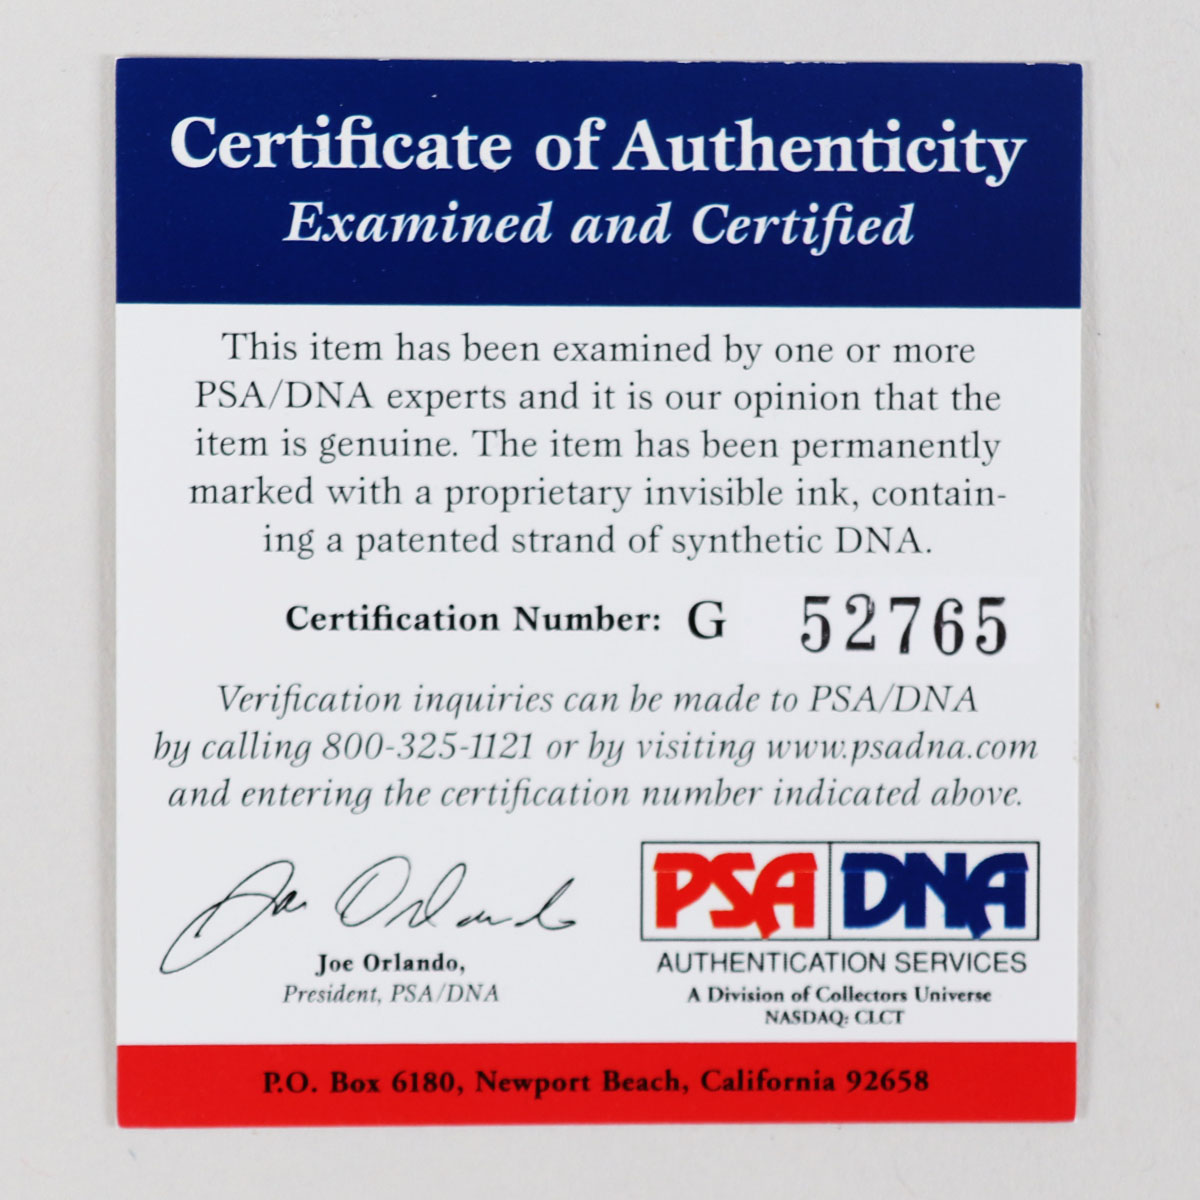 Certificate of Authenticity
Examined and Certified
This item has been examined by one or more
PSA/DNA experts and it is our opinion that the
item is genuine. The item has been permanently
marked with a proprietary invisible ink, contain-
ing a patented strand of synthetic DNA.
Certification Number: G 52765
Verification inquiries can be made to PSA/DNA
by calling 800-325-1121 or by visiting www.psadna.com
and entering the certification number indicated above.
Joe Orlando
Joe Orlando,
President, PSA/DNA
PSA DNA
AUTHENTICATION SERVICES
A Division of Collectors Universe
NASDAQ: CLCT
P.O. Box 6180, Newport Beach, California 92658